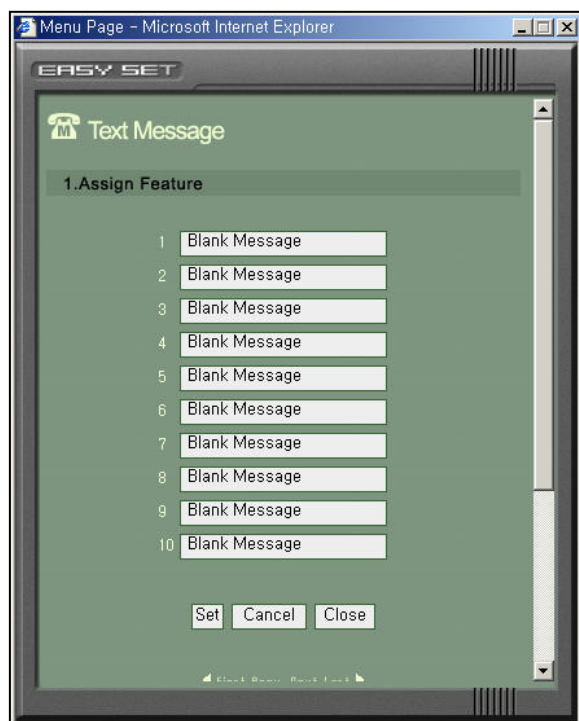 Menu Page - Microsoft Internet Explorer
EASY SET
Text Message
1.Assign Feature
1 Blank Message
2 Blank Message
3 Blank Message
4 Blank Message
5 Blank Message
6 Blank Message
7 Blank Message
8 Blank Message
9 Blank Message
10 Blank Message
Set Cancel Close